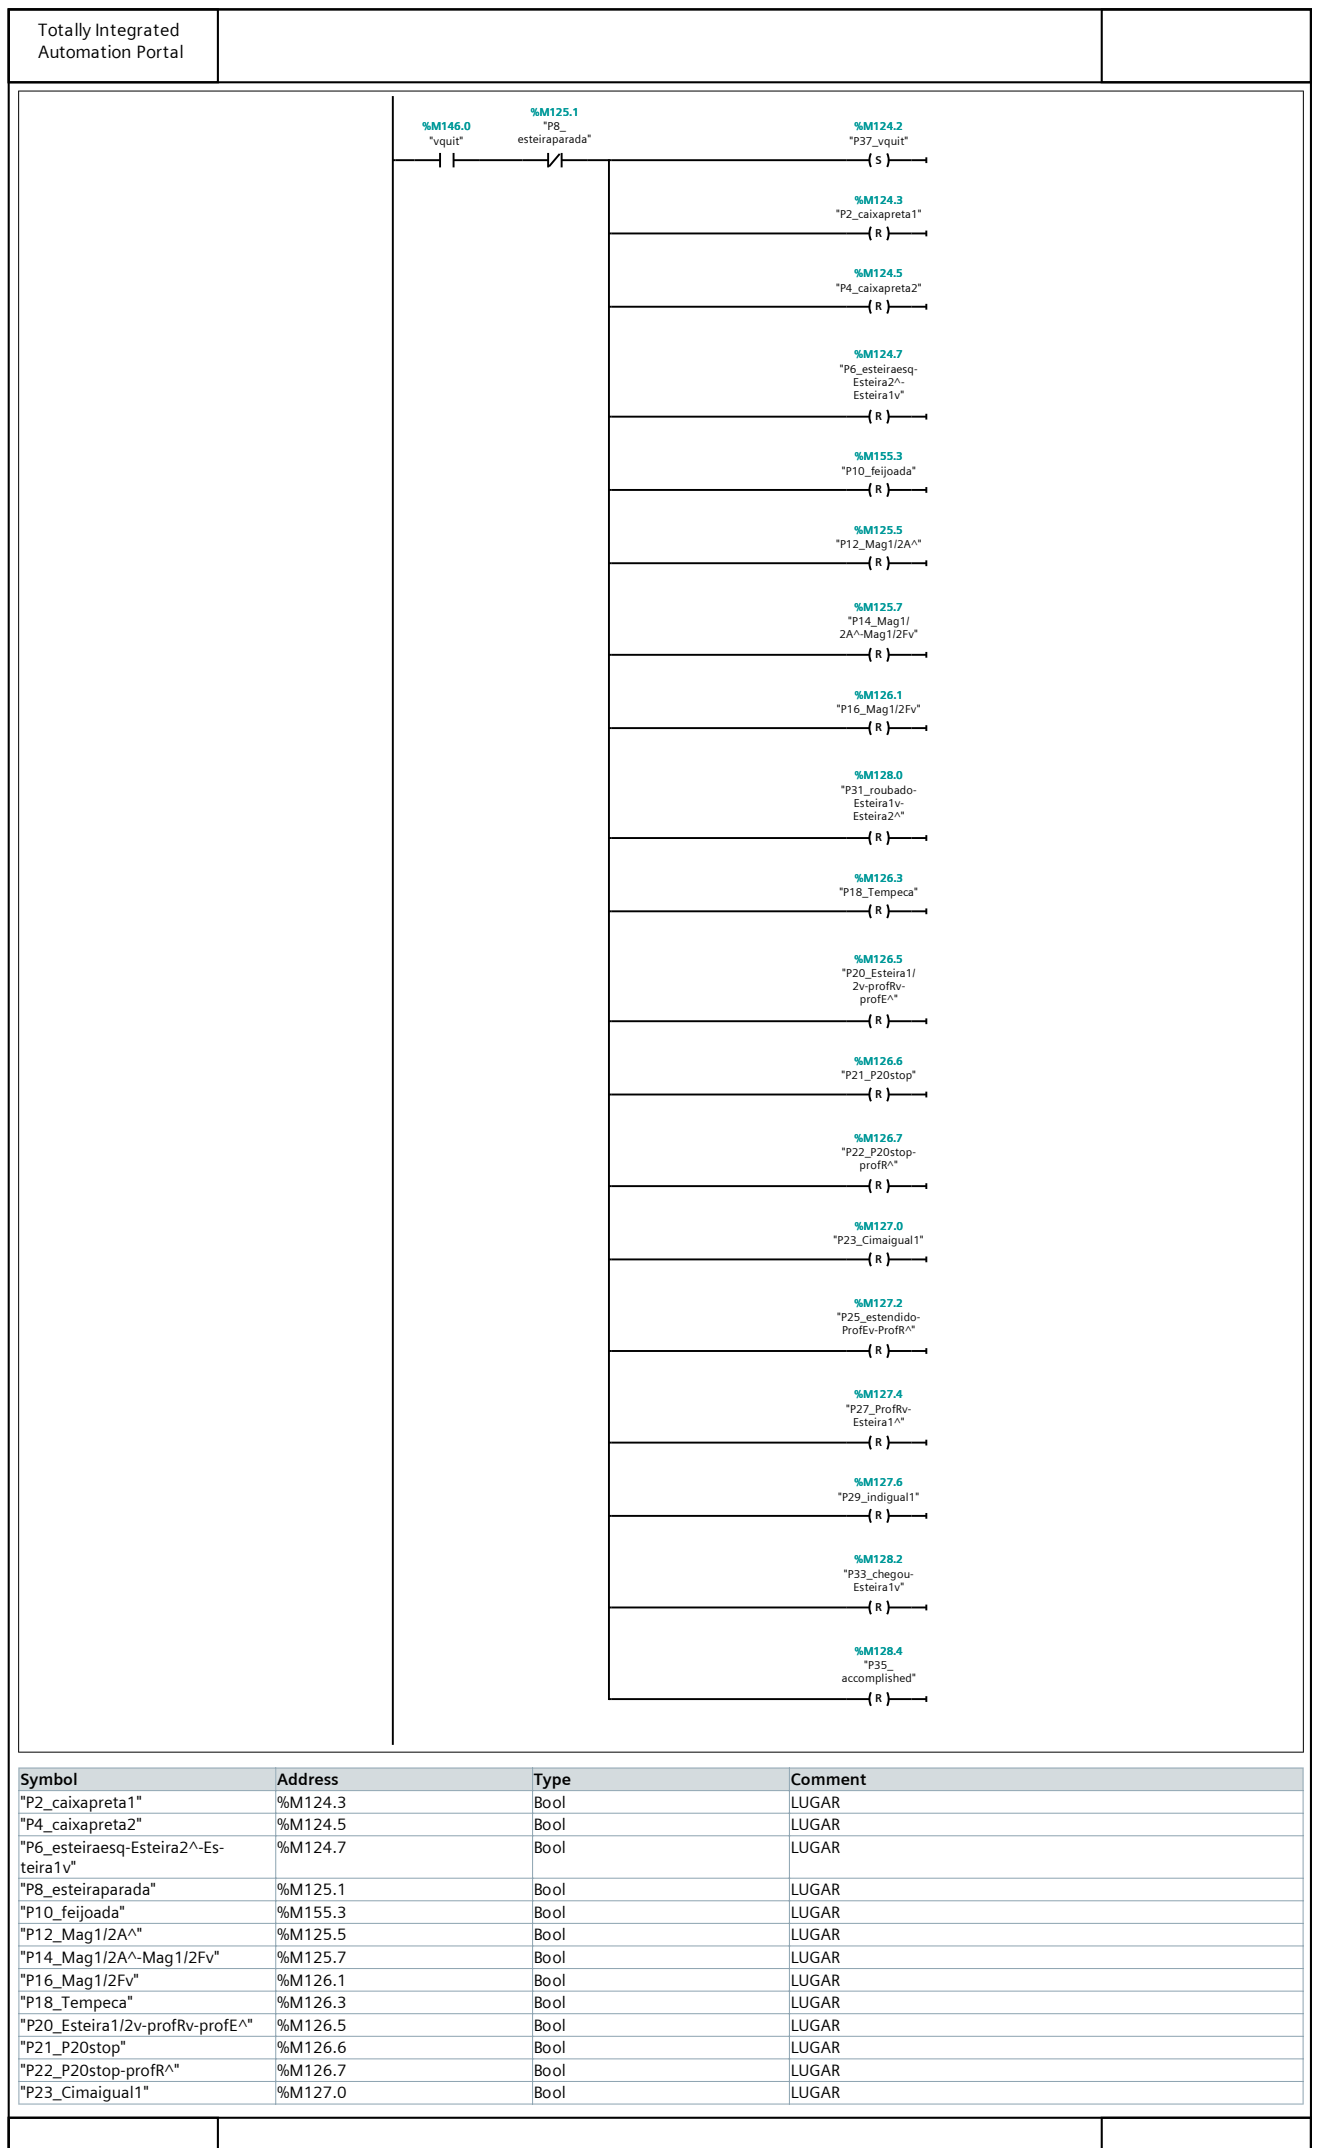 Totally Integrated
Automation Portal
%M146.0
"vquit"
%M125.1
"P8_
esteiraparada"
%M124.2
"P37_vquit"
S
%M124.3
"P2_caixapreta1"
R
%M124.5
"P4_caixapreta2"
R
%M124.7
"P6_esteiraesq-
Esteira2^-
Esteira1v"
R
%M155.3
"P10_feijoada"
R
%M125.5
"P12_Mag1/2A^"
R
%M125.7
"P14_Mag1/
2A^-Mag1/2Fv"
R
%M126.1
"P16_Mag1/2Fv"
R
%M128.0
"P31_roubado-
Esteira1v-
Esteira2^"
R
%M126.3
"P18_Tempeca"
R
%M126.5
"P20_Esteira1/
2v-profRv-
profE^"
R
%M126.6
"P21_P20stop"
R
%M126.7
"P22_P20stop-
profR^"
R
%M127.0
"P23_Cimaigual1"
R
%M127.2
"P25_estendido-
ProfEv-ProfR^"
R
%M127.4
"P27_ProfRv-
Esteira1^"
R
%M127.6
"P29_indigual1"
R
%M128.2
"P33_chegou-
Esteira1v"
R
%M128.4
"P35_
accomplished"
R
Symbol Address Type Comment
"P2_caixapreta1" %M124.3 Bool LUGAR
"P4_caixapreta2" %M124.5 Bool LUGAR
"P6_esteiraesq-Esteira2^-Es- %M124.7 Bool LUGAR
teira1v"
"P8_esteiraparada" %M125.1 Bool LUGAR
"P10_feijoada" %M155.3 Bool LUGAR
"P12_Mag1/2A^" %M125.5 Bool LUGAR
"P14_Mag1/2A^-Mag1/2Fv" %M125.7 Bool LUGAR
"P16_Mag1/2Fv" %M126.1 Bool LUGAR
"P18_Tempeca" %M126.3 Bool LUGAR
"P20_Esteira1/2v-profRv-profE^" %M126.5 Bool LUGAR
"P21_P20stop" %M126.6 Bool LUGAR
"P22_P20stop-profR^" %M126.7 Bool LUGAR
"P23_Cimaigual1" %M127.0 Bool LUGAR